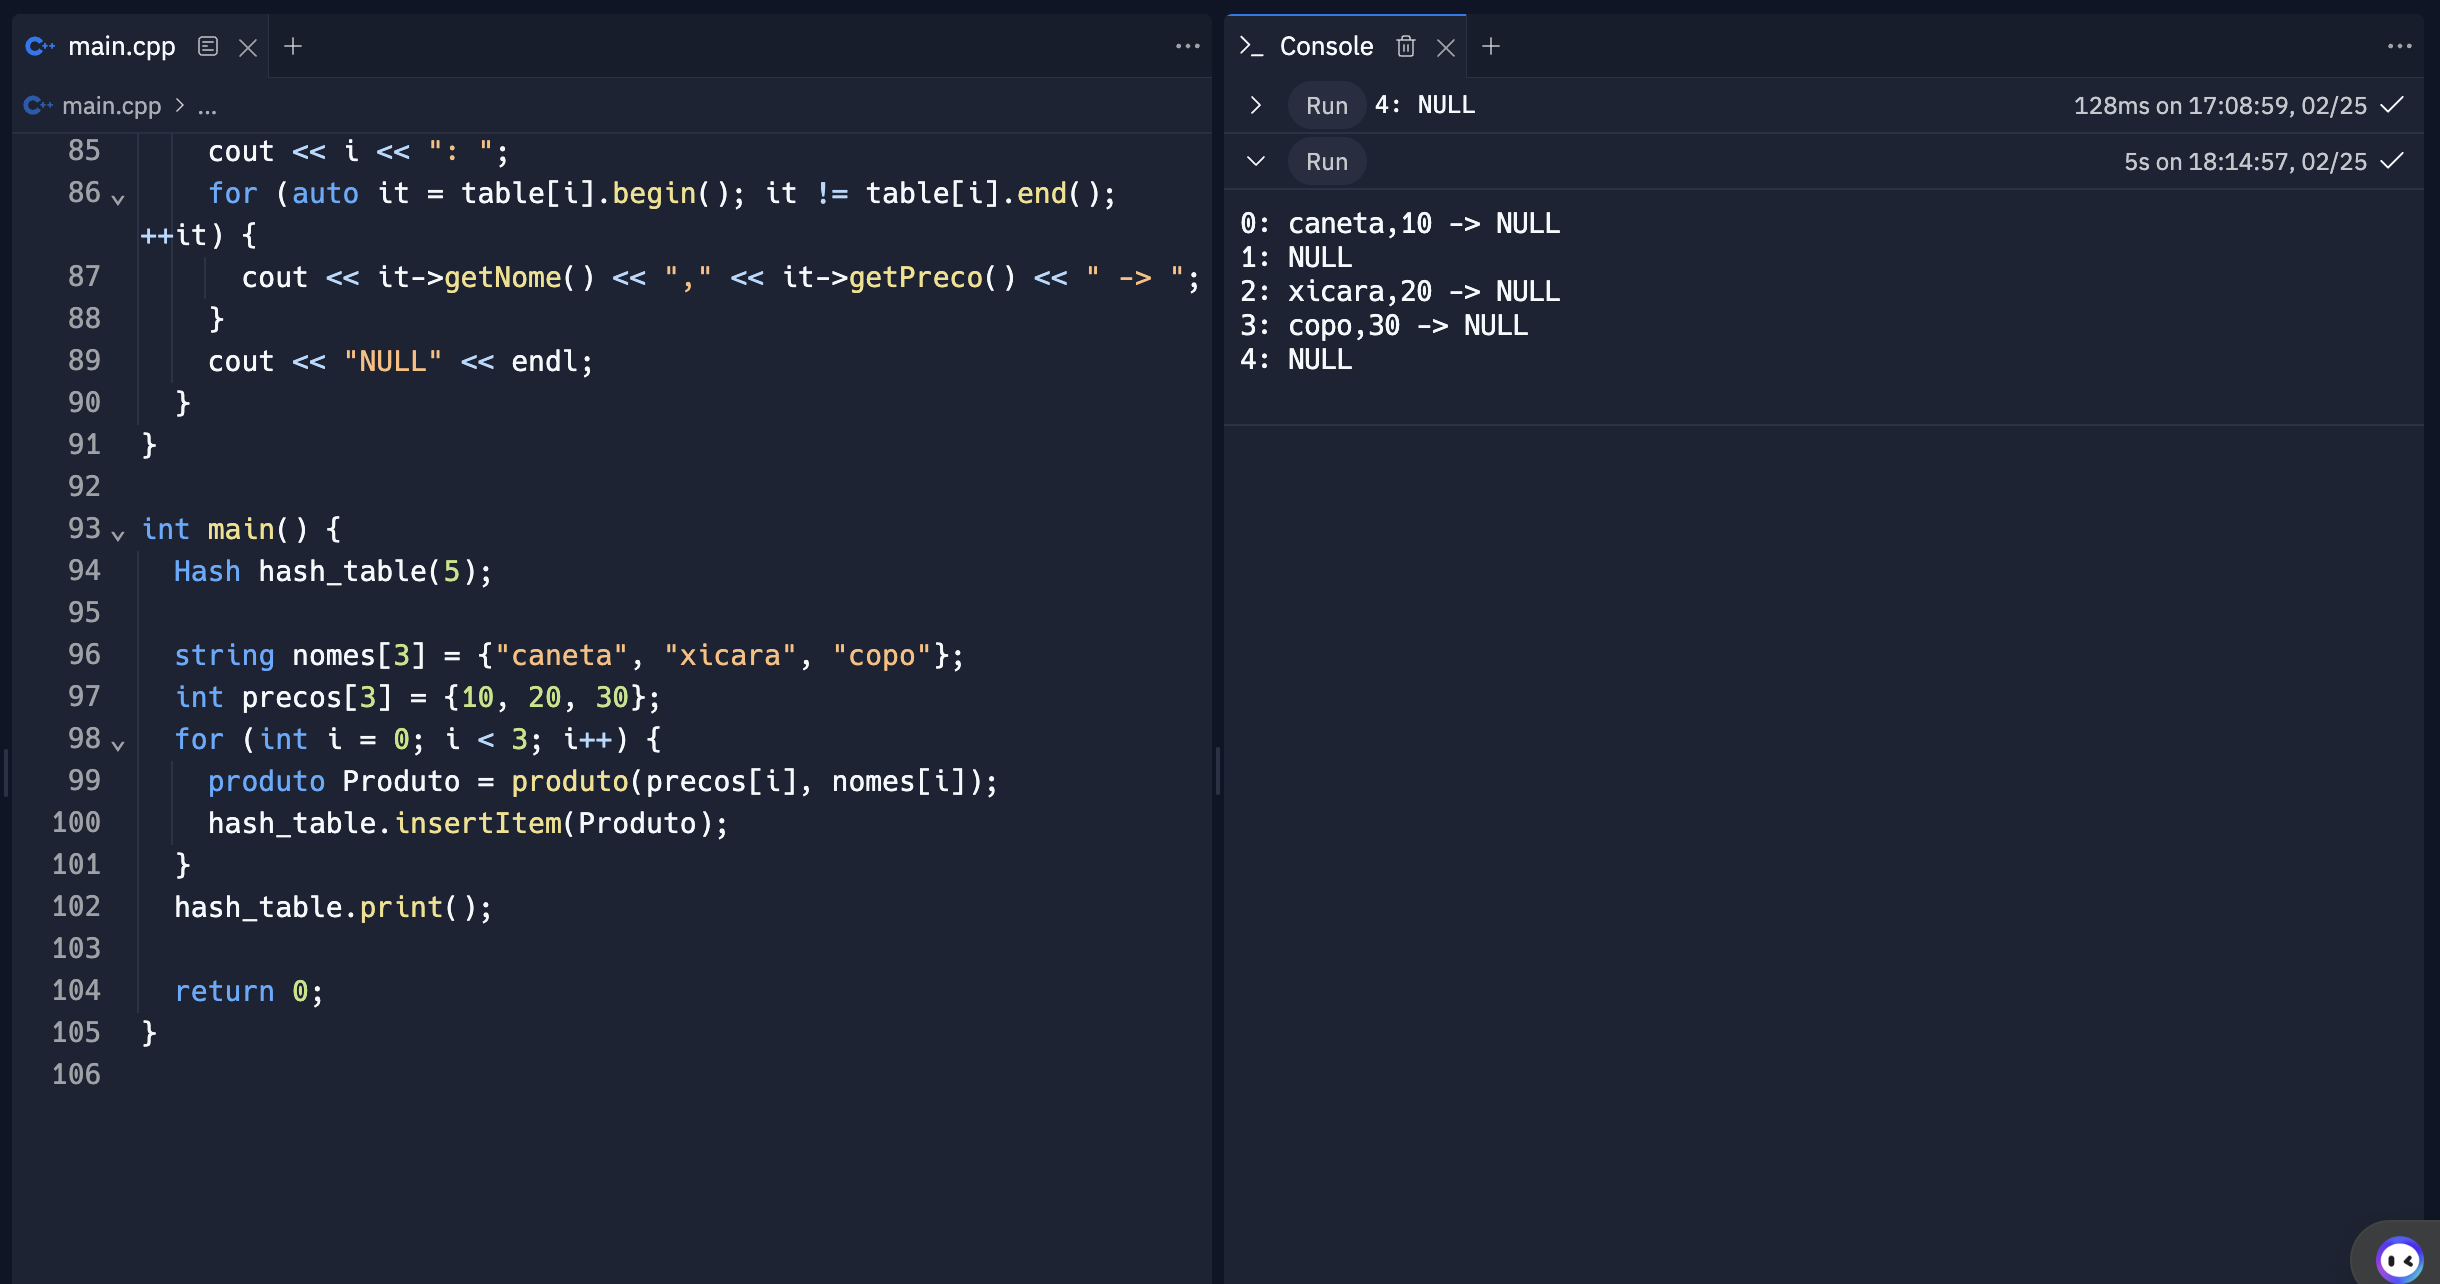 C++ main.cpp
C++ main.cpp > ...
85 cout << i << ": ";
86 for (auto it = table[i].begin(); it != table[i].end();
++it) {
87 cout << it->getNome() << "," << it->getPreco() << " -> ";
88 }
89 cout << "NULL" << endl;
90 }
91 }
92
93 int main() {
94 Hash hash_table(5);
95
96 string nomes[3] = {"caneta", "xicara", "copo"};
97 int precos[3] = {10, 20, 30};
98 for (int i = 0; i < 3; i++) {
99 produto Produto = produto(precos[i], nomes[i]);
100 hash_table.insertItem(Produto);
101 }
102 hash_table.print();
103
104 return 0;
105 }
106
Console
Run 4: NULL 128ms on 17:08:59, 02/25
Run 5s on 18:14:57, 02/25
0: caneta,10 -> NULL
1: NULL
2: xicara,20 -> NULL
3: copo,30 -> NULL
4: NULL